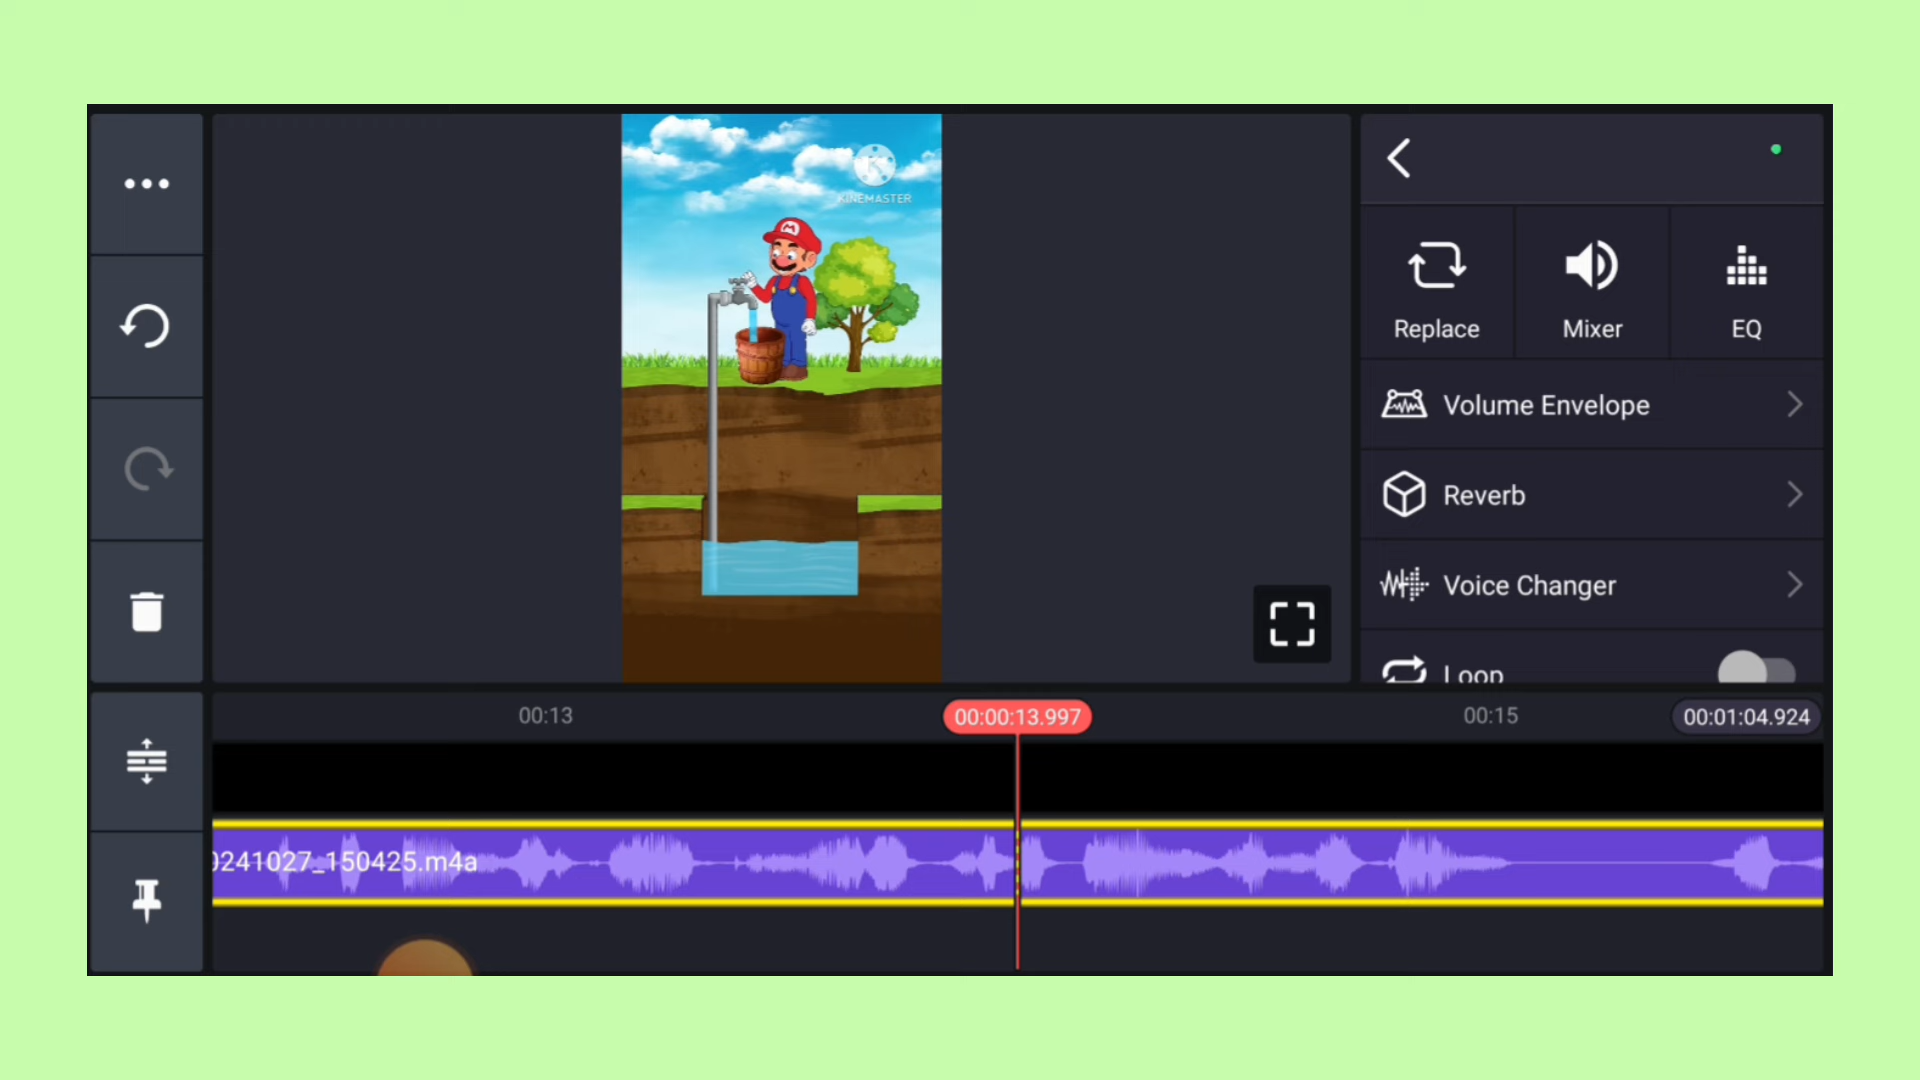 KINEMASTER
M
Replace
Mixer
EQ
Volume Envelope
Reverb
Voice Changer
Loop
00:13
00:00:13.997
00:15
00:01:04.924
0241027_150425.m4a